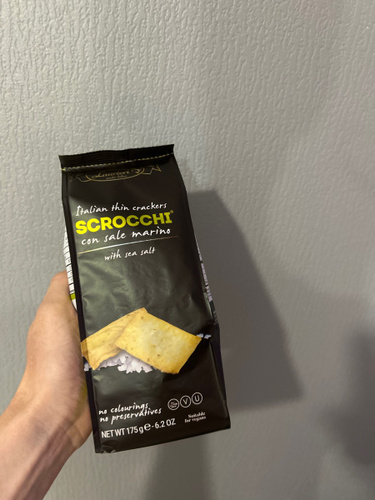 Italian thin crackers
SCROCCHI®
con sale marino
with sea salt
no colourings
no preservatives
V U
Suitable
for vegans
NET WT 175g e - 6.2 OZ